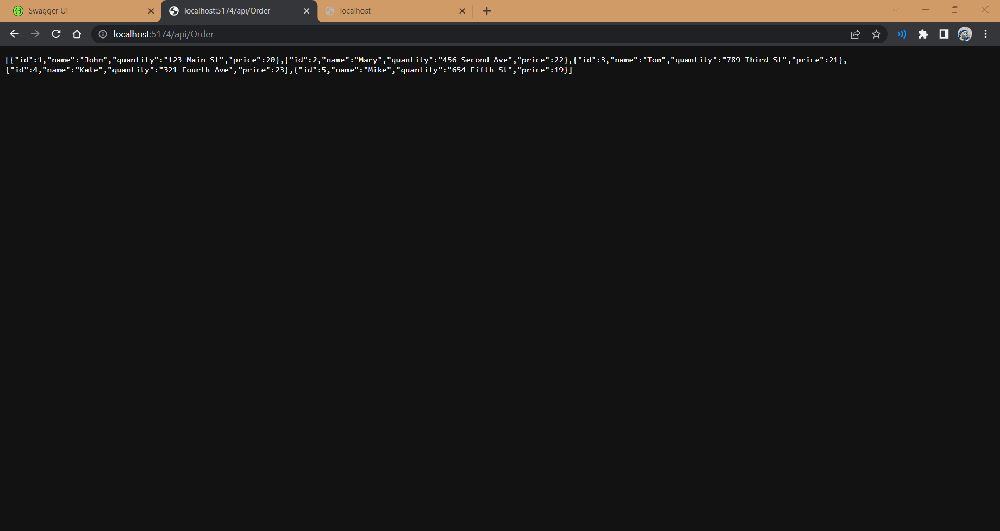 Swagger UI
localhost:5174/api/Order
localhost
localhost:5174/api/Order
[{"id":1,"name":"John","quantity":"123 Main St","price":20},{"id":2,"name":"Mary","quantity":"456 Second Ave","price":22},{"id":3,"name":"Tom","quantity":"789 Third St","price":21},
{"id":4,"name":"Kate","quantity":"321 Fourth Ave","price":23},{"id":5,"name":"Mike","quantity":"654 Fifth St","price":19}]